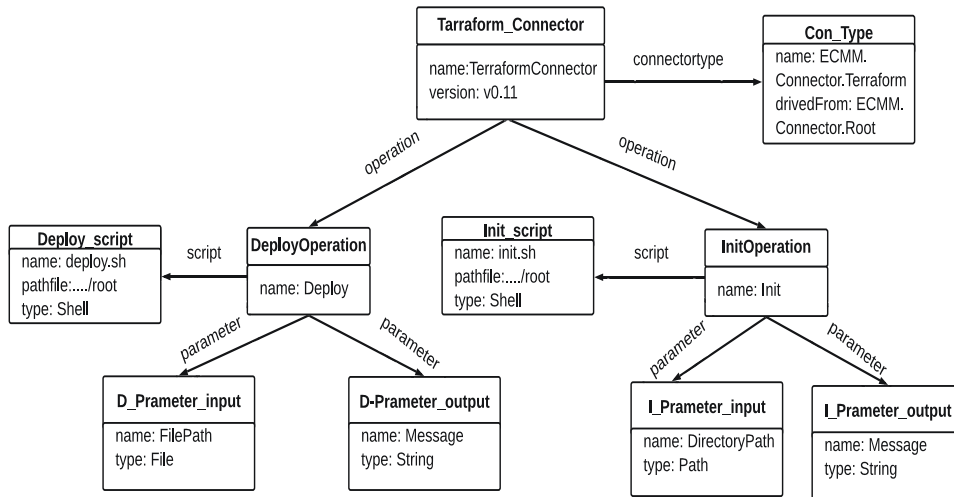 Tarraform_Connector
name:TerraformConnector
version: v0.11
connectortype
Con_Type
name: ECMM.
Connector.Terraform
drivedFrom: ECMM.
Connector.Root
operation
operation
Deploy_script
name: deploy.sh
pathfile:..../root
type: Shell
script
DeployOperation
name: Deploy
Init_script
name: init.sh
pathfile:..../root
type: Shell
script
InitOperation
name: Init
parameter
parameter
parameter
parameter
D_Prameter_input
name: FilePath
type: File
D-Prameter_output
name: Message
type: String
I_Prameter_input
name: DirectoryPath
type: Path
I_Prameter_output
name: Message
type: String